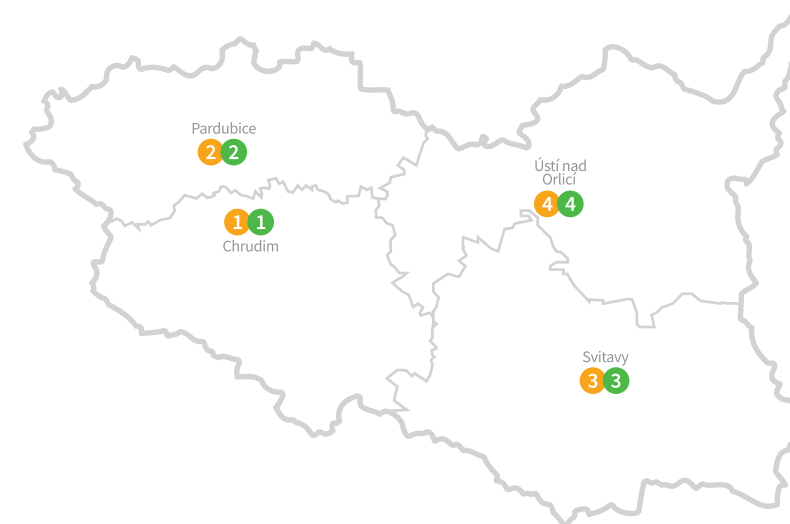 Pardubice
2 2
1 1
Chrudim
Ústí nad
Orlicí
4 4
Svitavy
3 3